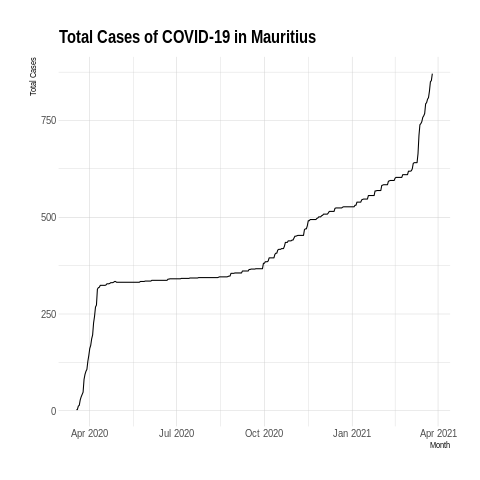 Total Cases of COVID-19 in Mauritius
Total Cases
750
500
250
0
Apr 2020 Jul 2020 Oct 2020 Jan 2021 Apr 2021
Month